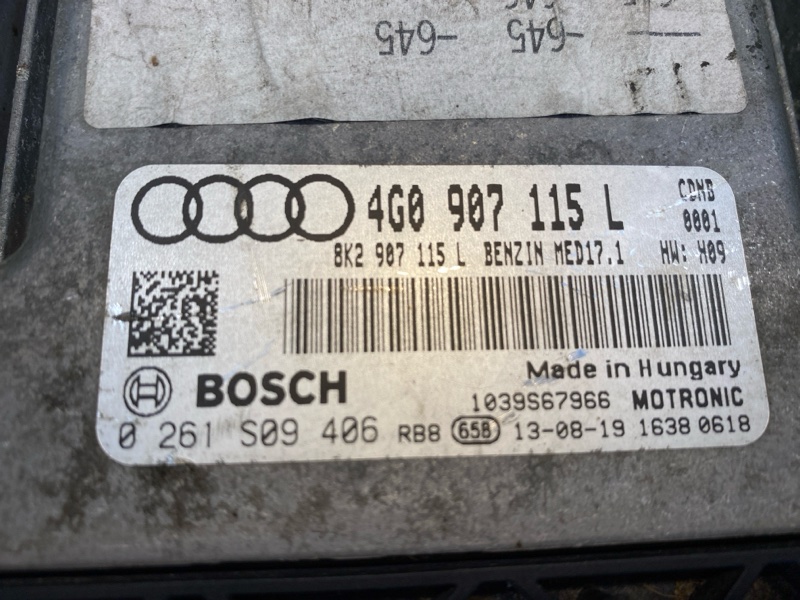 -645 -645
4G0 907 115 L CDNB
0001
8K2 907 115 L BENZIN MED17.1 HW: H09
Made in Hungary
BOSCH
1039S67966 MOTRONIC
0 261 S09 406 RB8 658 13-08-19 1638 0618